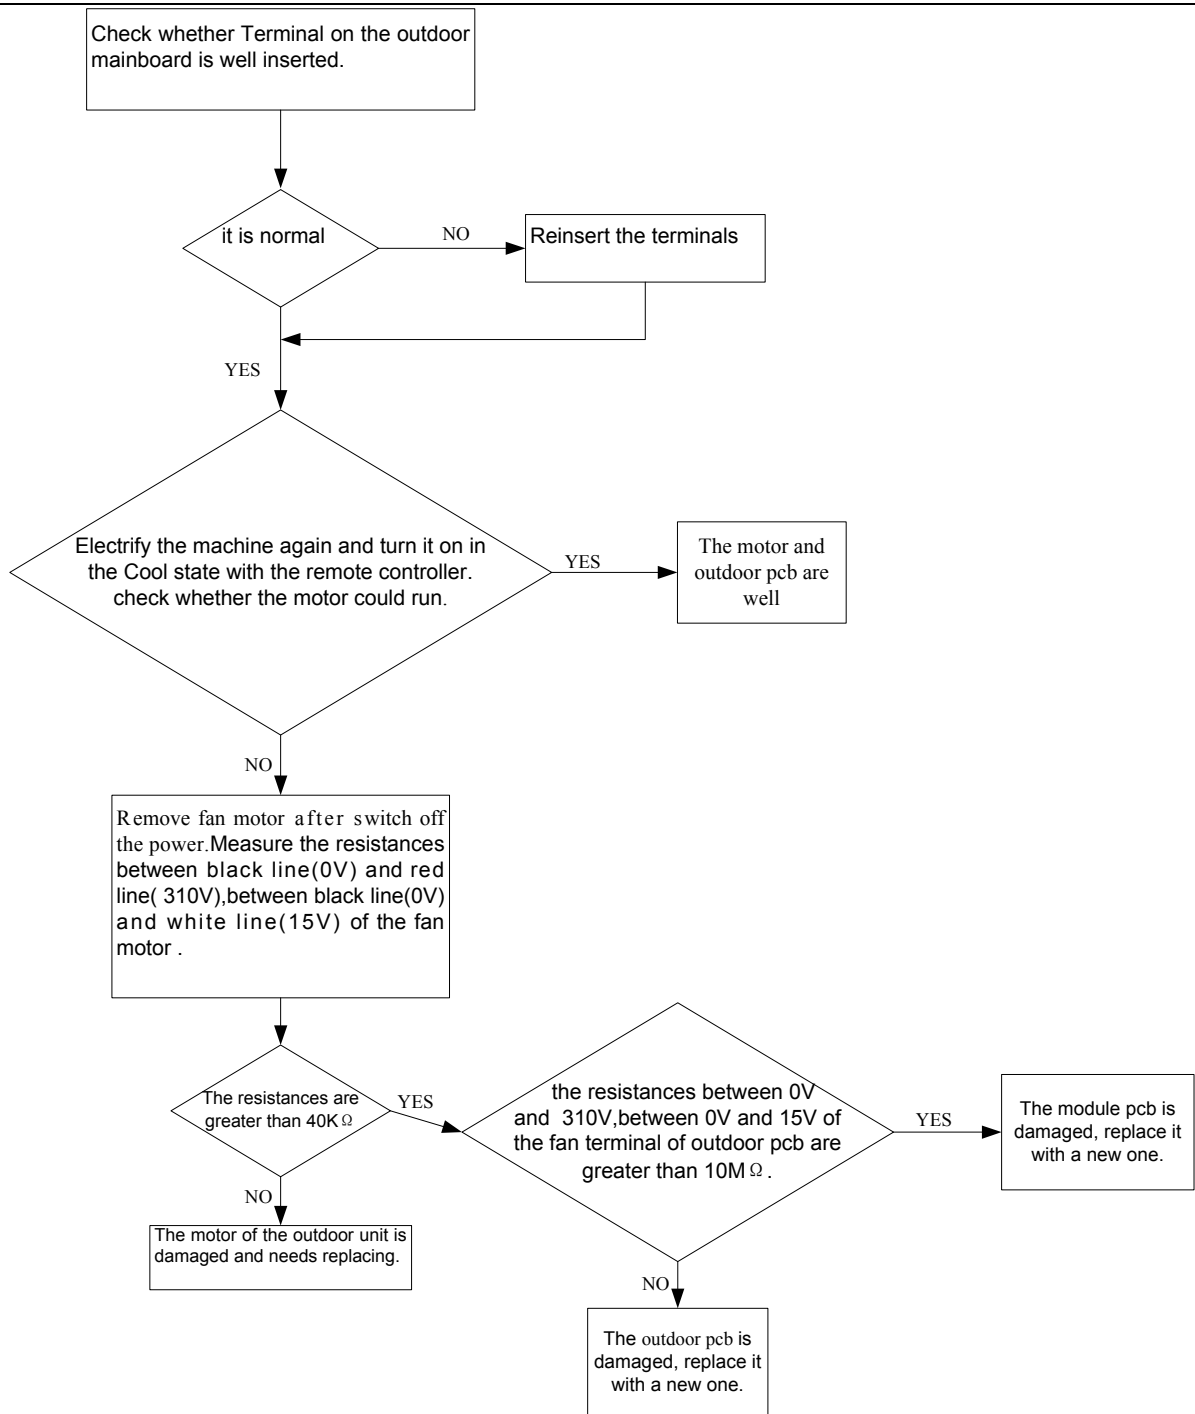 Check whether Terminal on the outdoor
mainboard is well inserted.
it is normal
NO
Reinsert the terminals
YES
Electrify the machine again and turn it on in
the Cool state with the remote controller.
check whether the motor could run.
YES
The motor and
outdoor pcb are
well
NO
Remove fan motor after switch off
the power.Measure the resistances
between black line(0V) and red
line( 310V),between black line(0V)
and white line(15V) of the fan
motor .
The resistances are
greater than 40KΩ
YES
the resistances between 0V
and 310V,between 0V and 15V of
the fan terminal of outdoor pcb are
greater than 10MΩ.
YES
The module pcb is
damaged, replace it
with a new one.
NO
The motor of the outdoor unit is
damaged and needs replacing.
NO
The outdoor pcb is
damaged, replace it
with a new one.